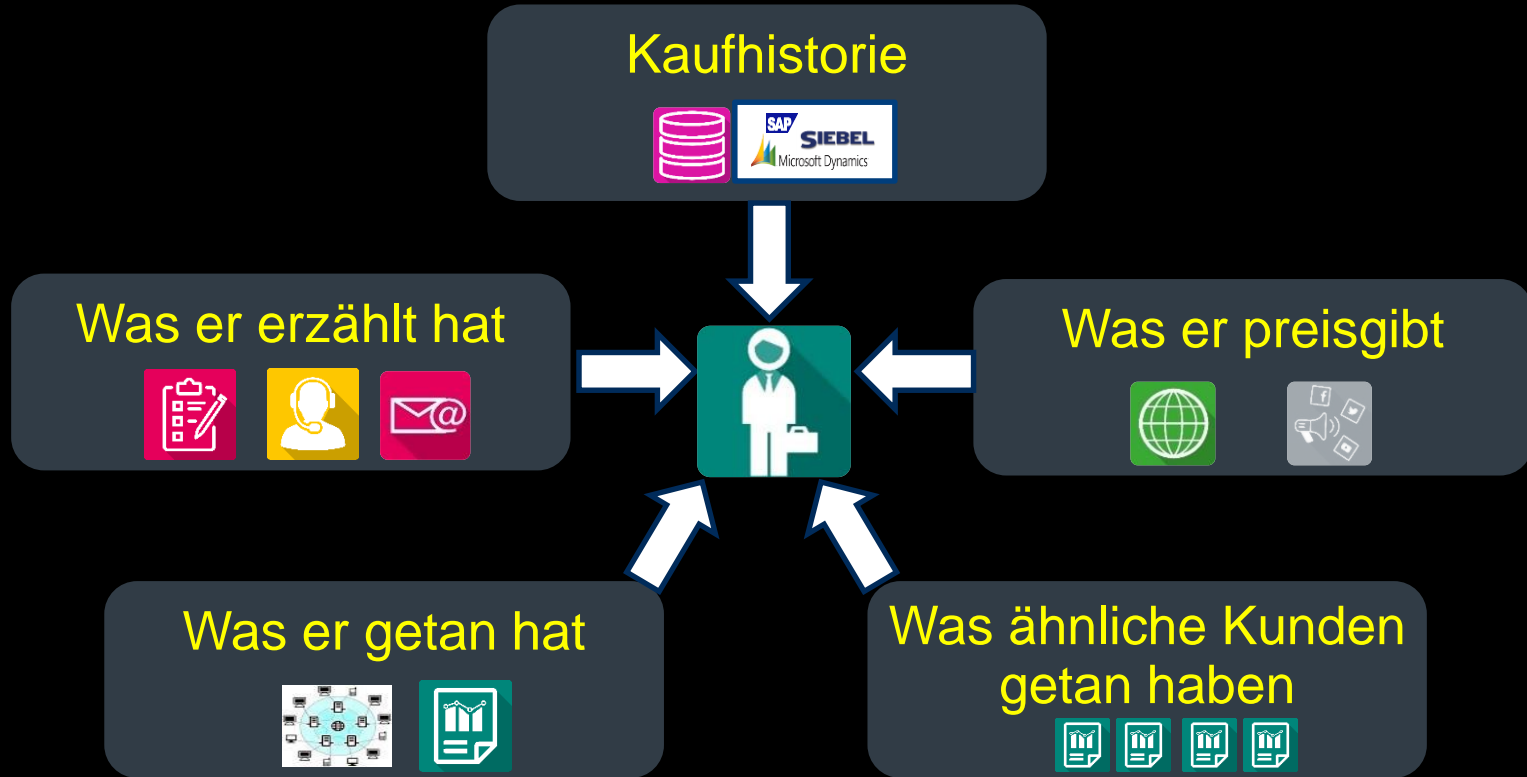 Kaufhistorie
SAP
SIEBEL
Microsoft Dynamics
Was er erzählt hat
@
Was er preisgibt
f
Was er getan hat
Was ähnliche Kunden
getan haben